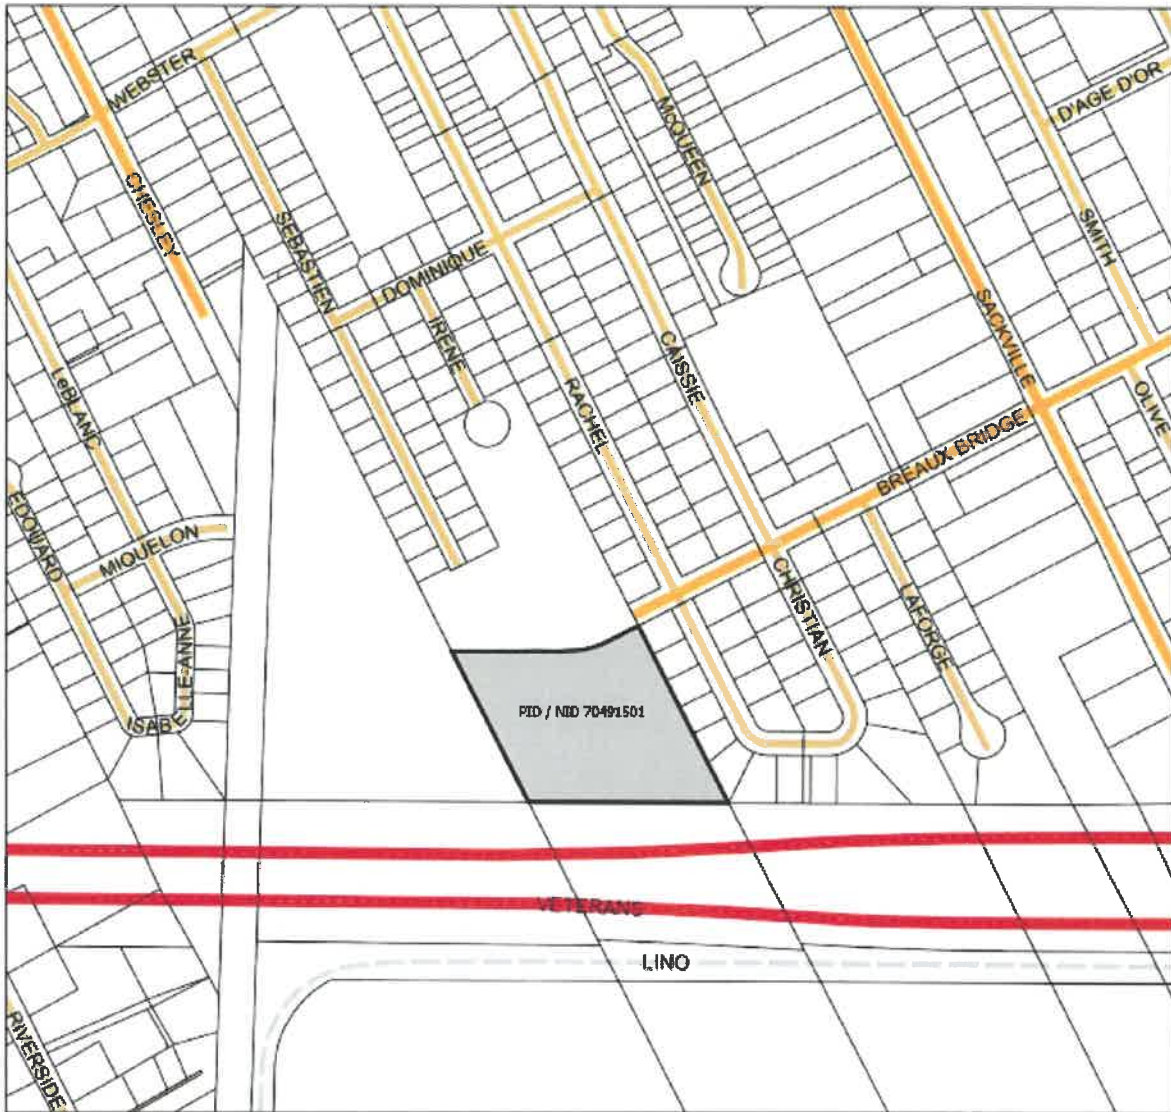 WEBSTER
CHESLEY
McQUEEN
D'AGE D'OR
SEBASTIEN
DOMINIQUE
IRENE
SMITH
SACKVILLE
CAISSIE
RACHEL
LeBLANC
OLIVE
BREAUX BRIDGE
EDOUARD
MIQUELON
CHRISTIAN
LAFORGE
ISABELLE-ANNE
PID / NID 70491501
VETERANS
LINO
RIVERSIDE